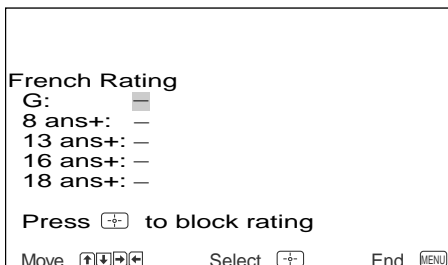 French Rating
G: –
8 ans+: –
13 ans+: –
16 ans+: –
18 ans+: –
Press to block rating
Move Select End MENU